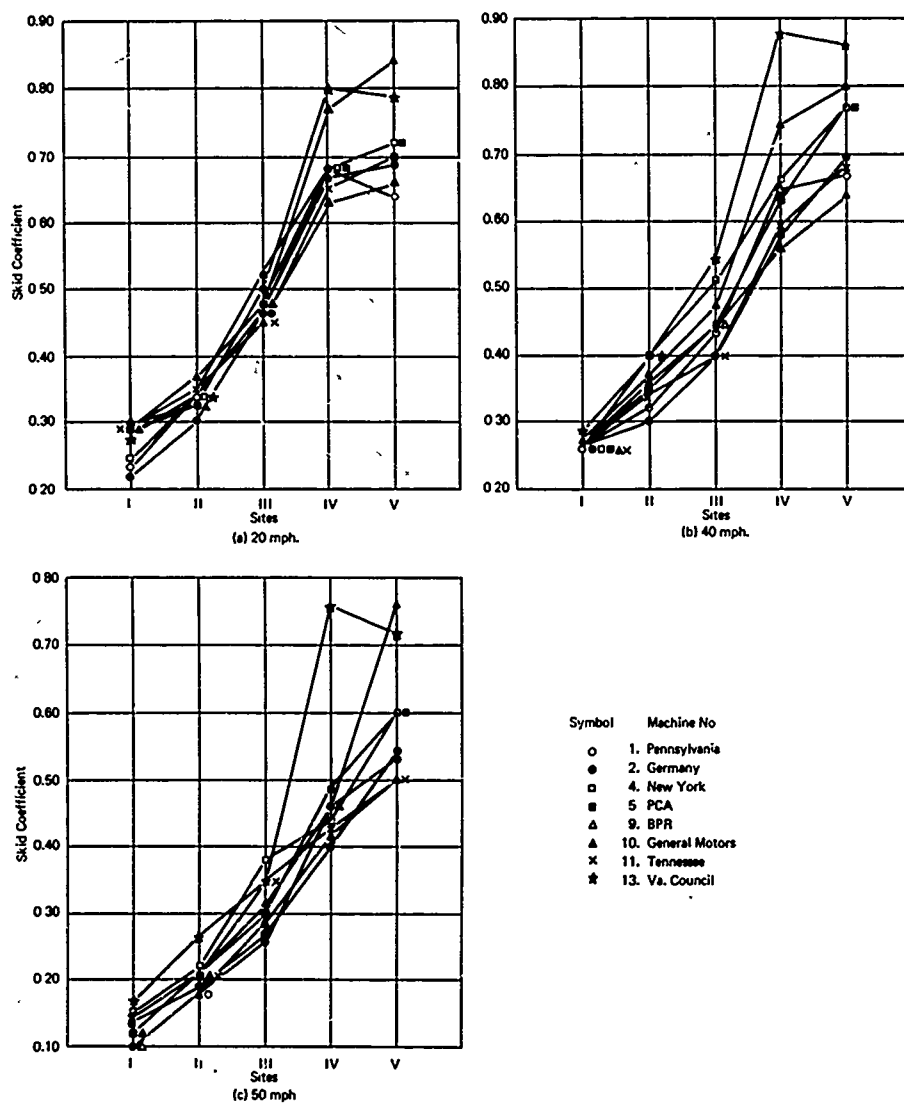 0.90
0.80
0.70
0.60
0.50
0.40
0.30
0 20
Skid Coefficient
I II III IV V
Sites
(a) 20 mph.
0.90
0.80
0.70
0.60
0.50
0.40
0.30
0 20
I II III IV V
Sites
(b) 40 mph.
0.80
0.70
0.60
0.50
0.40
0.30
0.20
0.10
Skid Coefficient
I II III IV V
Sites
(c) 50 mph
Symbol Machine No
○ 1. Pennsylvania
● 2. Germany
□ 4. New York
■ 5 PCA
△ 9. BPR
▲ 10. General Motors
× 11. Tennessee
★ 13. Va. Council